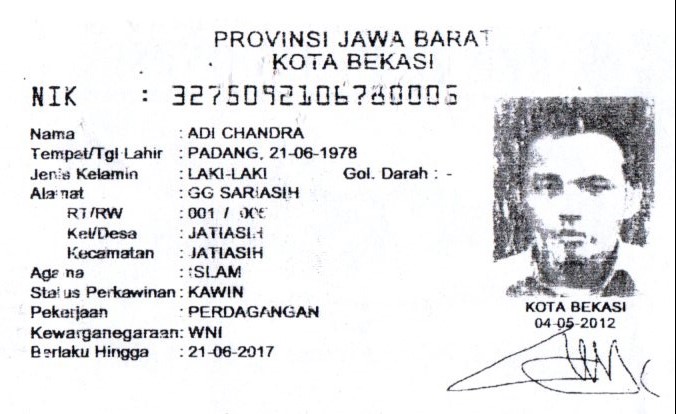 PROVINSI JAWA BARAT
KOTA BEKASI
NIK : 3275092106780005
Nama : ADI CHANDRA
Tempat/Tgl Lahir : PADANG, 21-06-1978
Jenis Kelamin : LAKI-LAKI Gol. Darah : -
Alamat : GG SARIASIH
RT/RW : 001 /
Kel/Desa : JATIASIH
Kecamatan : JATIASIH
Agama : ISLAM
Status Perkawinan : KAWIN
Pekerjaan : PERDAGANGAN
Kewarganegaraan: WNI
Berlaku Hingga : 21-06-2017
KOTA BEKASI
04-05-2012